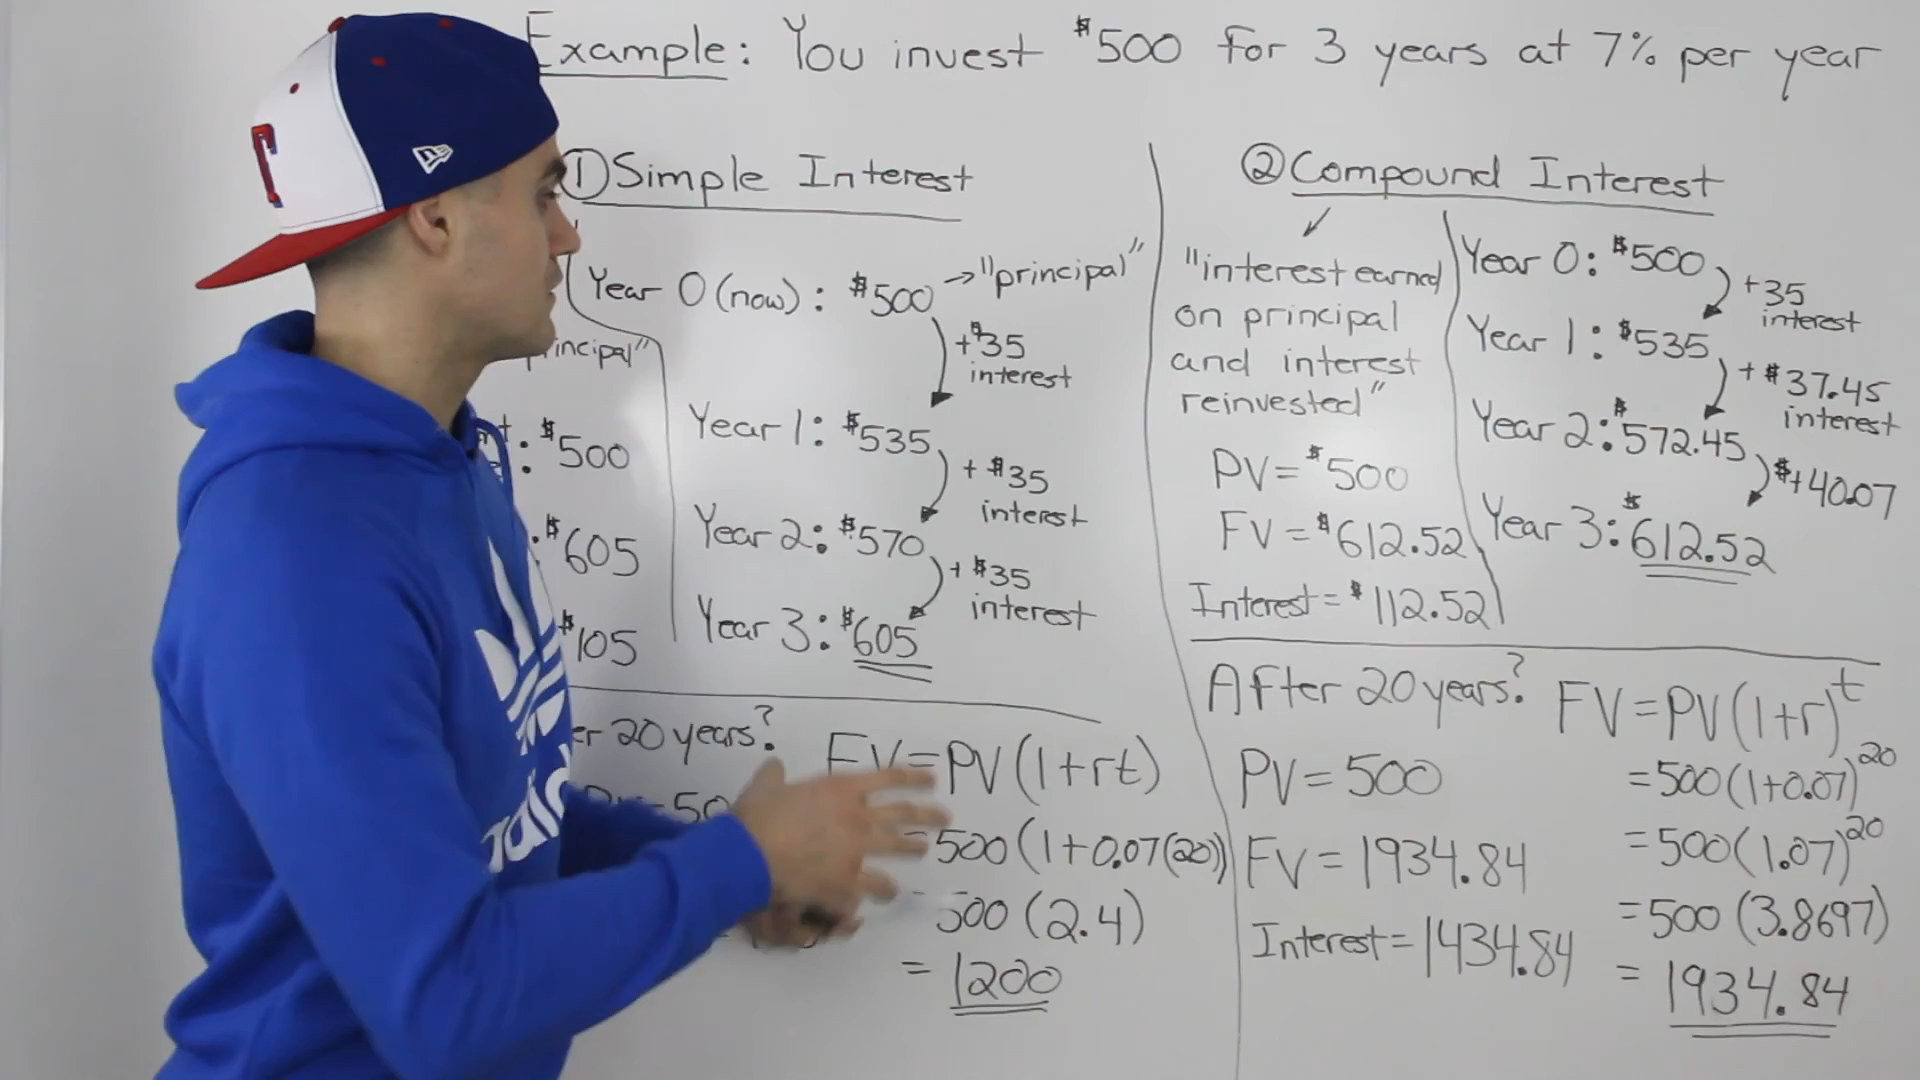 Example: You invest $500 for 3 years at 7% per year
① Simple Interest
Year 0 (now): $500 → "principal"
+$35
interest
Year 1: $535
+ $35
interest
Year 2: $570
+ $35
interest
Year 3: $605
$500
$605
$105
20 years?
FV=PV(1+rt)
=500(1+0.07(20))
500(2.4)
= 1200
② Compound Interest
"interest earned
on principal
and interest
reinvested"
PV= $500
FV = $612.52
Interest= $112.52
Year 0: $500
+35
interest
Year 1: $535
+ $37.45
interest
Year 2: $572.45
$+40.07
Year 3: $612.52
After 20 years?
PV = 500
FV = 1934.84
Interest= 1434.84
FV=PV(1+r)^t
=500(1+0.07)^20
=500(1.07)^20
=500(3.8697)
= 1934.84